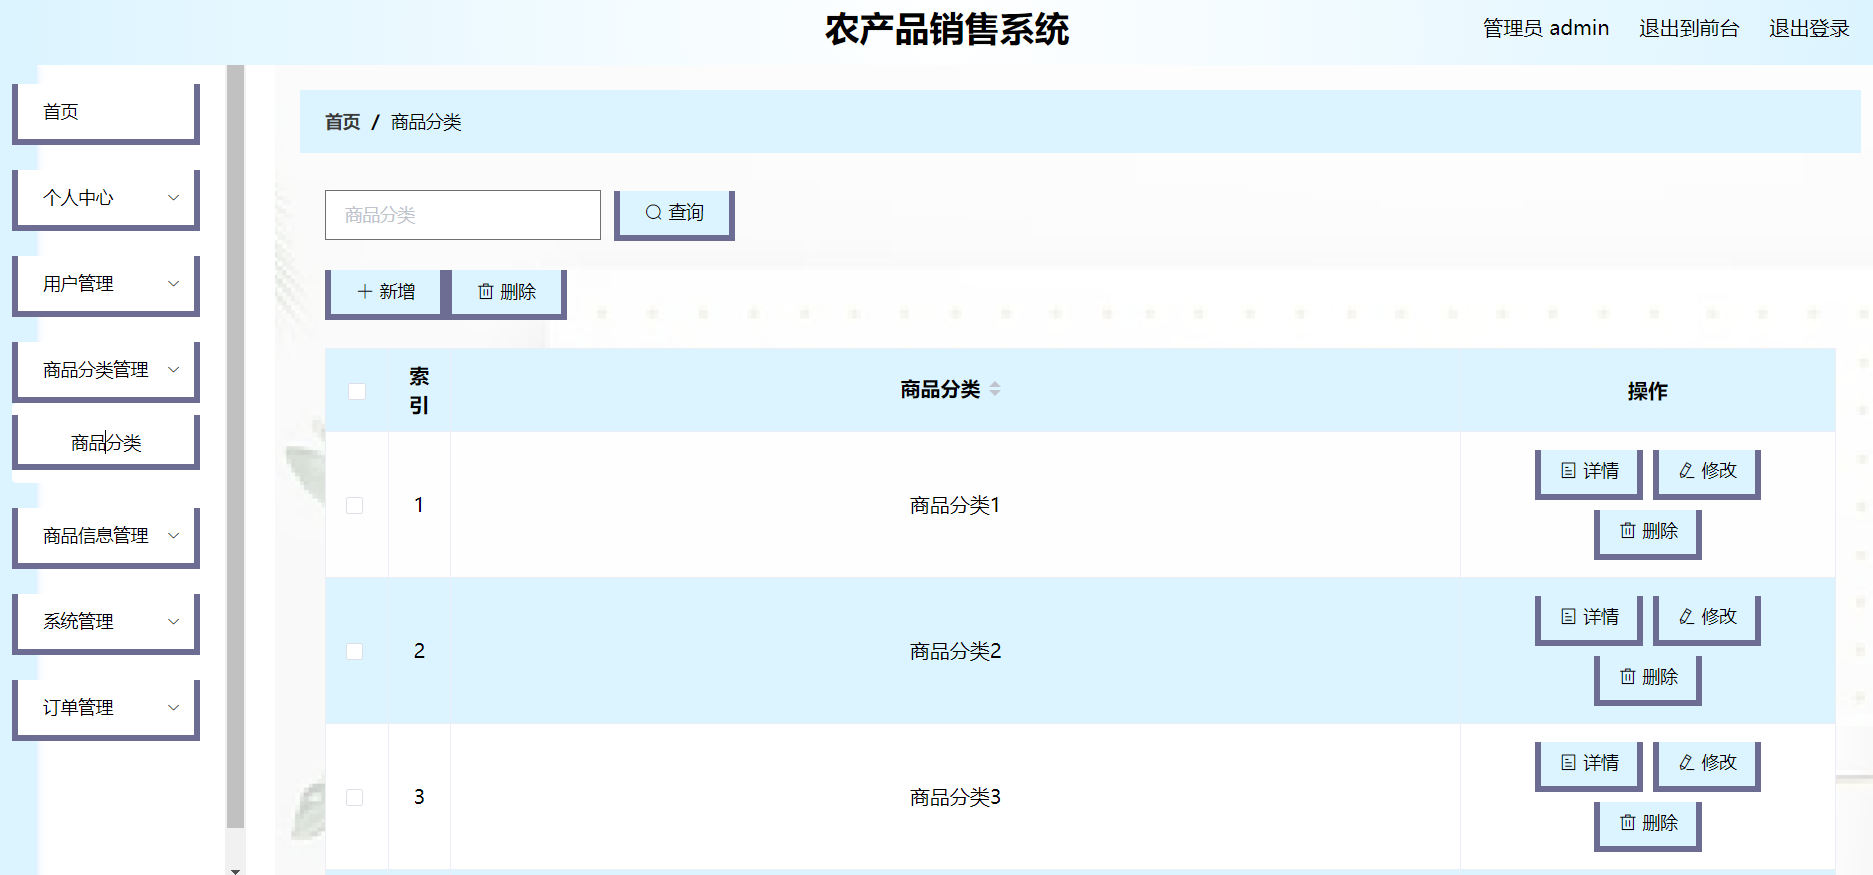 农产品销售系统
管理员 admin 退出到前台 退出登录
首页
个人中心
用户管理
商品分类管理
商品分类
商品信息管理
系统管理
订单管理
首页 / 商品分类
商品分类 查询
新增 删除
索引 商品分类 操作
1 商品分类1 详情 修改
删除
2 商品分类2 详情 修改
删除
3 商品分类3 详情 修改
删除